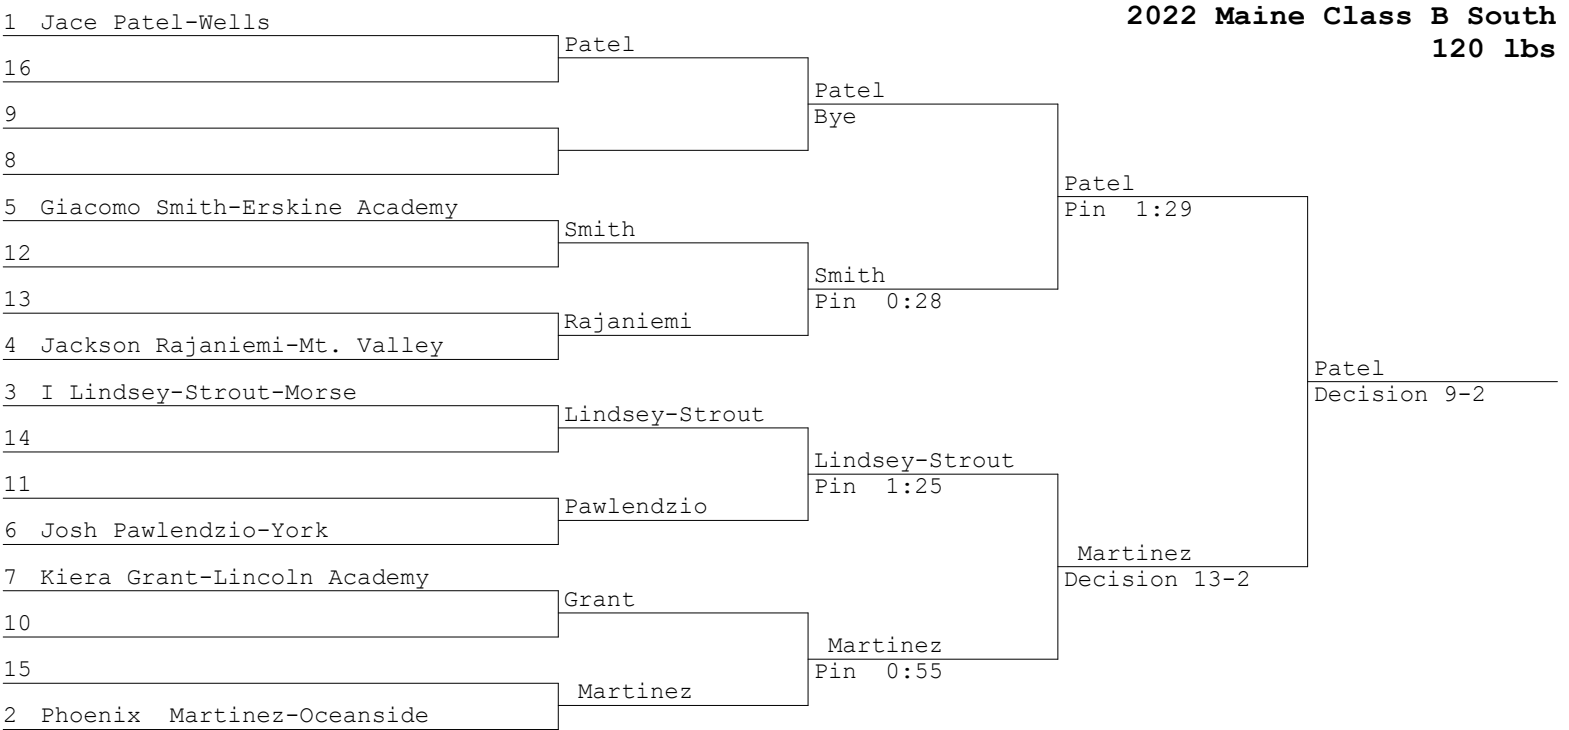 2022 Maine Class B South
120 lbs
1 Jace Patel-Wells
16
9
8
5 Giacomo Smith-Erskine Academy
12
13
4 Jackson Rajaniemi-Mt. Valley
3 I Lindsey-Strout-Morse
14
11
6 Josh Pawlendzio-York
7 Kiera Grant-Lincoln Academy
10
15
2 Phoenix  Martinez-Oceanside
Patel
Smith
Rajaniemi
Lindsey-Strout
Pawlendzio
Grant
Martinez
Patel
Bye
Smith
Pin  0:28
Lindsey-Strout
Pin  1:25
Martinez
Pin  0:55
Patel
Pin  1:29
Martinez
Decision 13-2
Patel
Decision 9-2